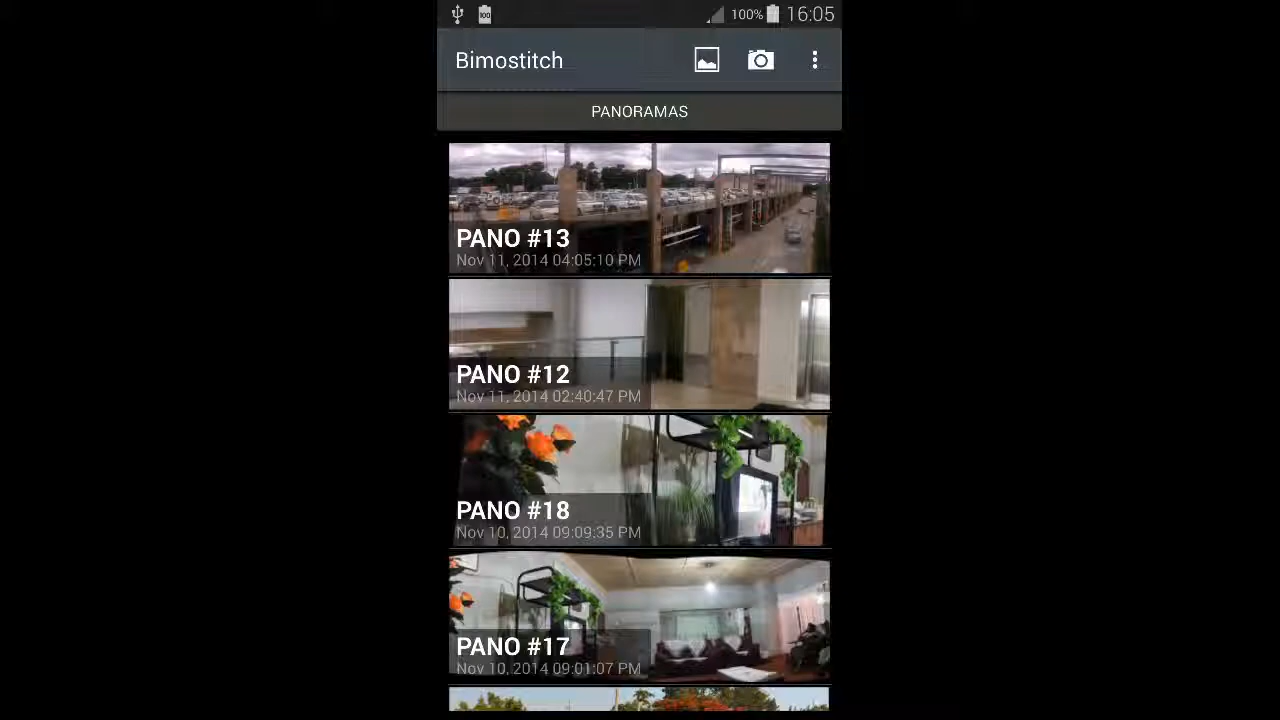 100
100%
16:05
Bimostitch
PANORAMAS
PANO #13
Nov 11, 2014 04:05:10 PM
PANO #12
Nov 11, 2014 02:40:47 PM
PANO #18
Nov 10, 2014 09:09:35 PM
PANO #17
Nov 10, 2014 09:01:07 PM